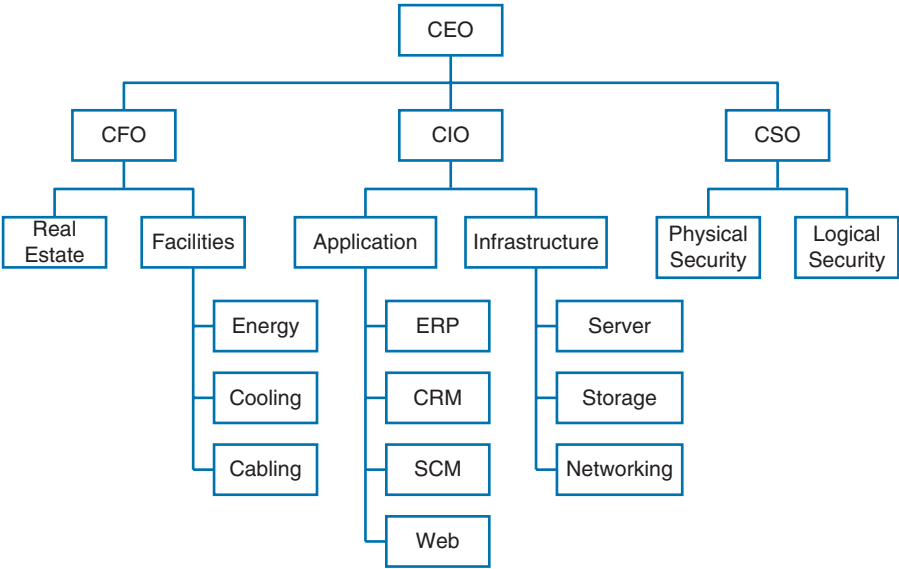 CEO
CFO
CIO
CSO
Real
Estate
Facilities
Application
Infrastructure
Physical
Security
Logical
Security
Energy
Cooling
Cabling
ERP
CRM
SCM
Web
Server
Storage
Networking